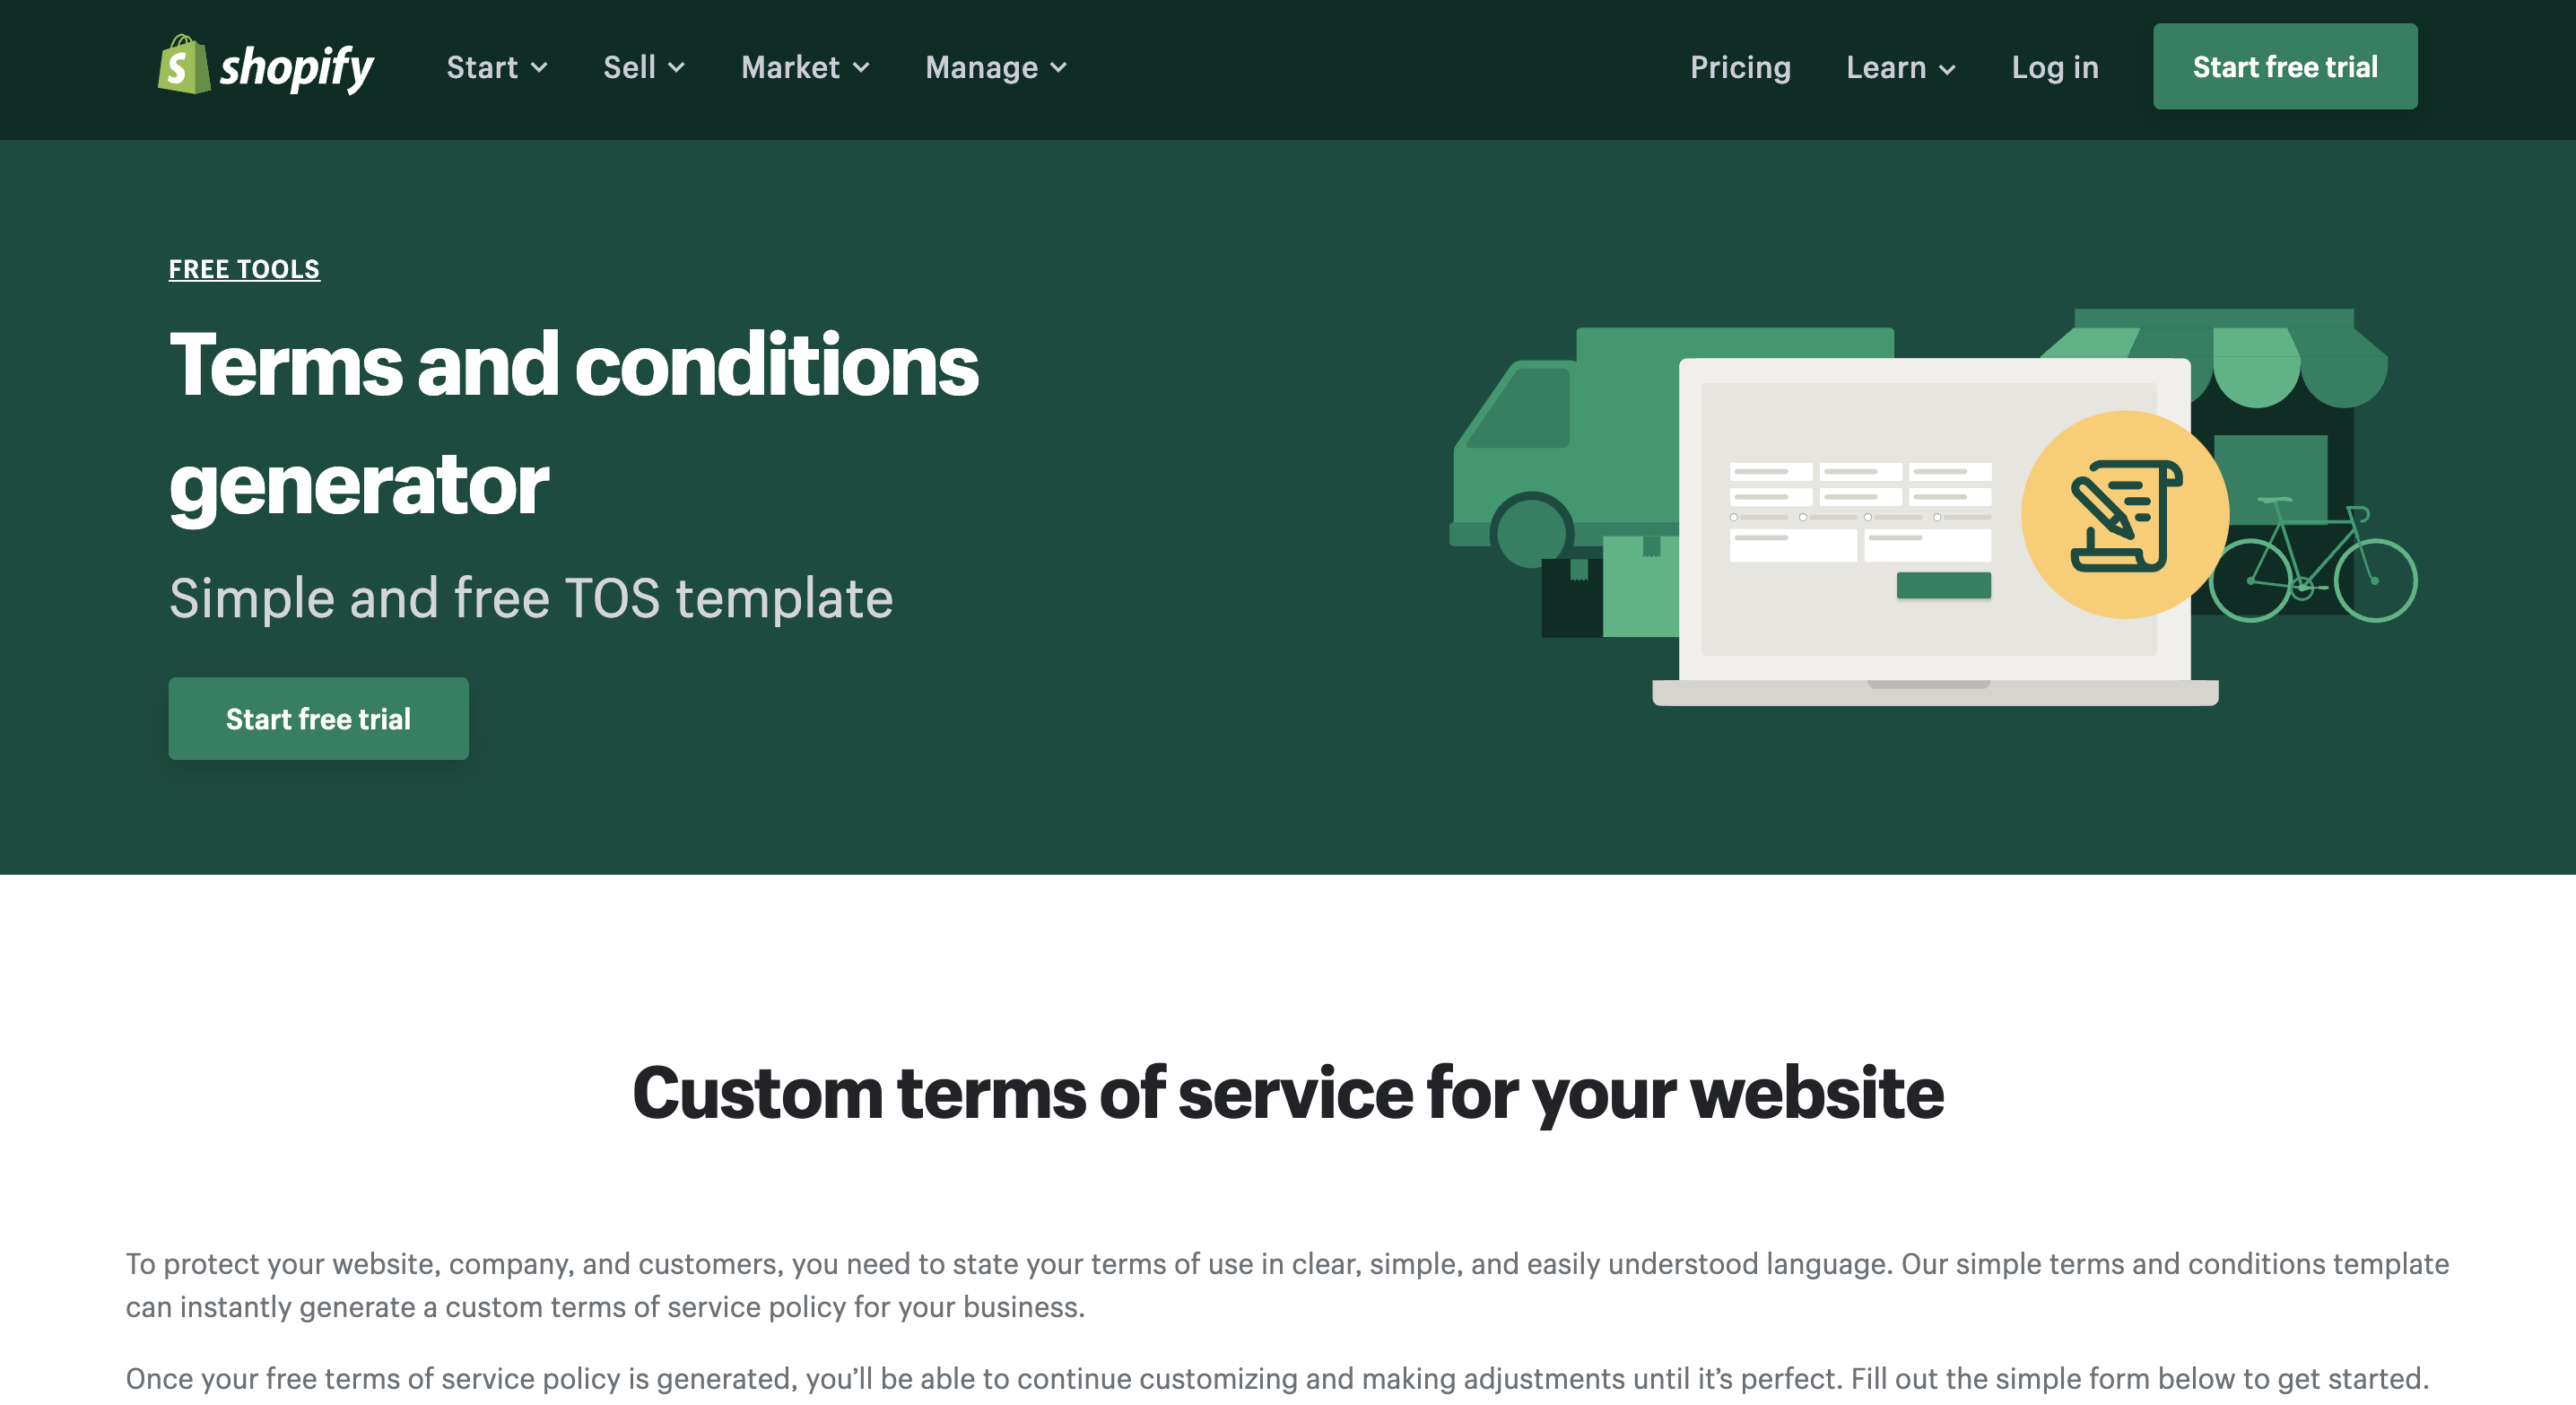 shopify
Start
Sell
Market
Manage
Pricing
Learn
Log in
Start free trial
FREE TOOLS
Terms and conditions
generator
Simple and free TOS template
Start free trial
Custom terms of service for your website
To protect your website, company, and customers, you need to state your terms of use in clear, simple, and easily understood language. Our simple terms and conditions template
can instantly generate a custom terms of service policy for your business.
Once your free terms of service policy is generated, you’ll be able to continue customizing and making adjustments until it’s perfect. Fill out the simple form below to get started.